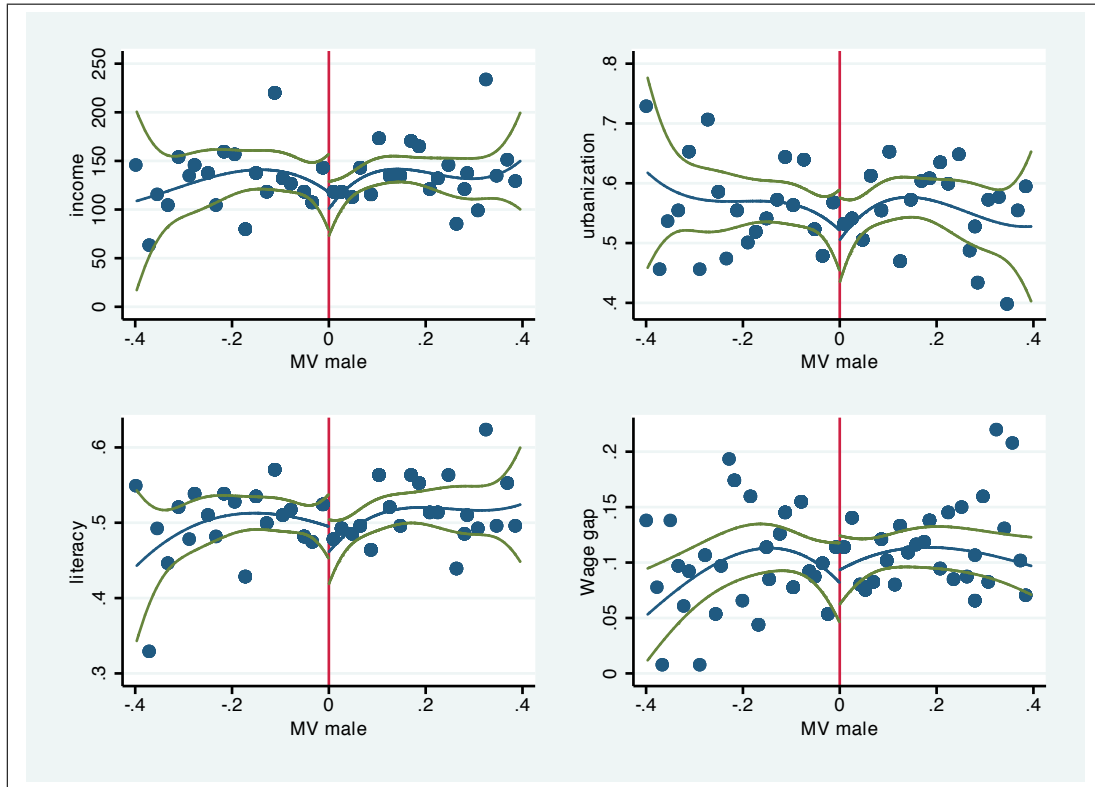 income
250
200
150
100
50
0
-.4 -.2 0 .2 .4
MV male
urbanization
.8
.7
.6
.5
.4
-.4 -.2 0 .2 .4
MV male
literacy
.6
.5
.4
.3
-.4 -.2 0 .2 .4
MV male
Wage gap
.2
.15
.1
.05
0
-.4 -.2 0 .2 .4
MV male